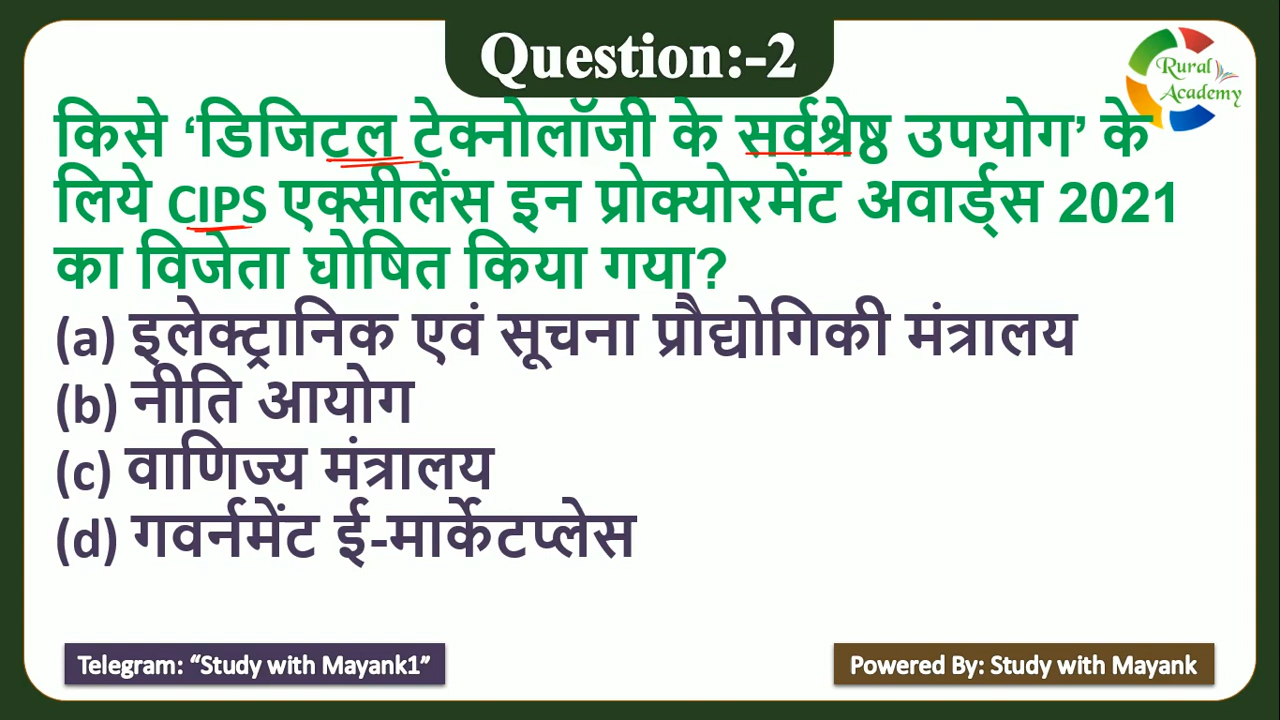 Question:-2
Rural
Academy
किसे ‘डिजिटल टेक्नोलॉजी के सर्वश्रेष्ठ उपयोग’ के
लिये CIPS एक्सीलेंस इन प्रोक्योरमेंट अवार्ड्स 2021
का विजेता घोषित किया गया?
(a) इलेक्ट्रानिक एवं सूचना प्रौद्योगिकी मंत्रालय
(b) नीति आयोग
(c) वाणिज्य मंत्रालय
(d) गवर्नमेंट ई-मार्केटप्लेस
Telegram: “Study with Mayank1”
Powered By: Study with Mayank